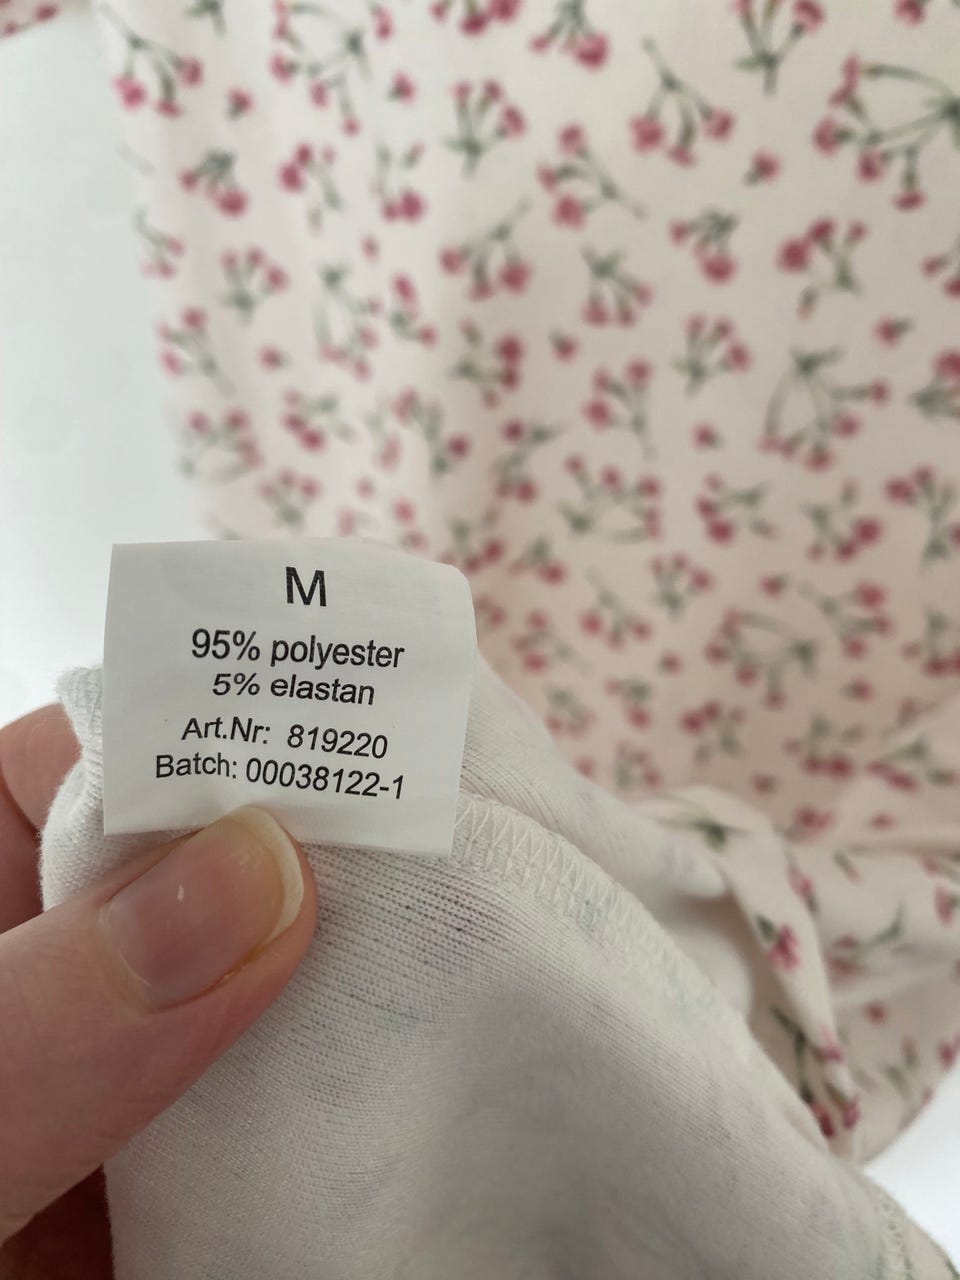 M
95% polyester
5% elastan
Art.Nr: 819220
Batch: 00038122-1